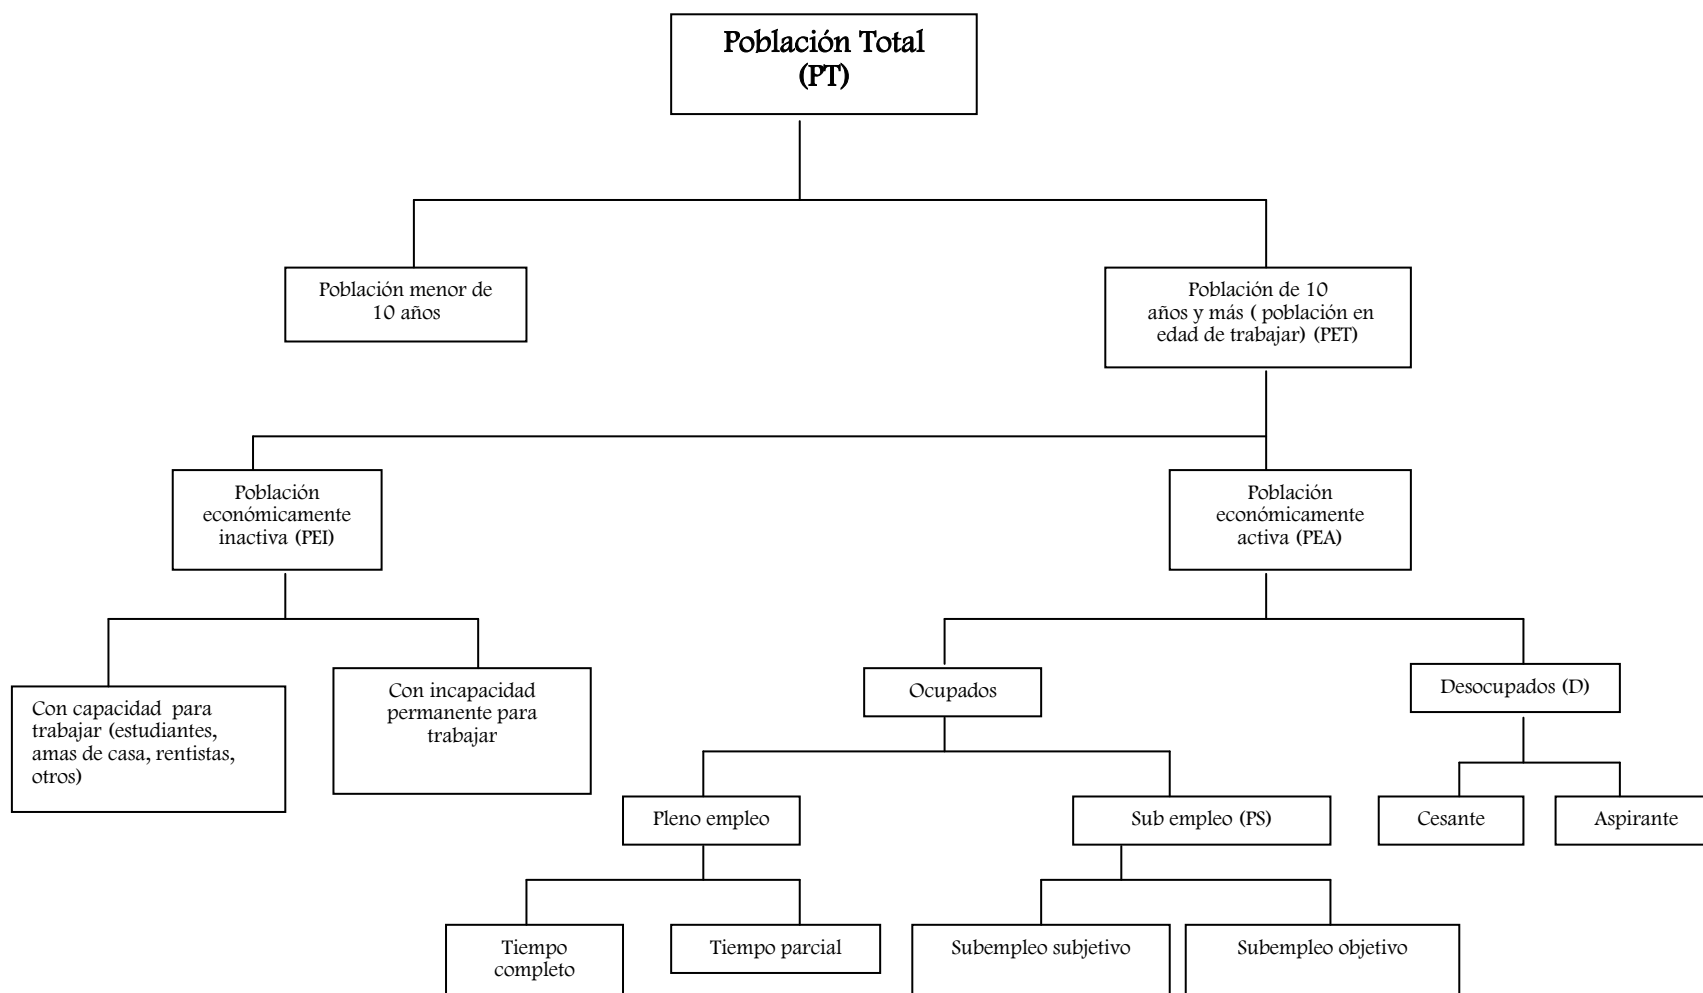 Población Total
(PT)
Población menor de
10 años
Población de 10
años y más ( población en
edad de trabajar) (PET)
Población
económicamente
inactiva (PEI)
Población
económicamente
activa (PEA)
Con capacidad para
trabajar (estudiantes,
amas de casa, rentistas,
otros)
Con incapacidad
permanente para
trabajar
Ocupados
Desocupados (D)
Pleno empleo
Sub empleo (PS)
Cesante
Aspirante
Tiempo
completo
Tiempo parcial
Subempleo subjetivo
Subempleo objetivo